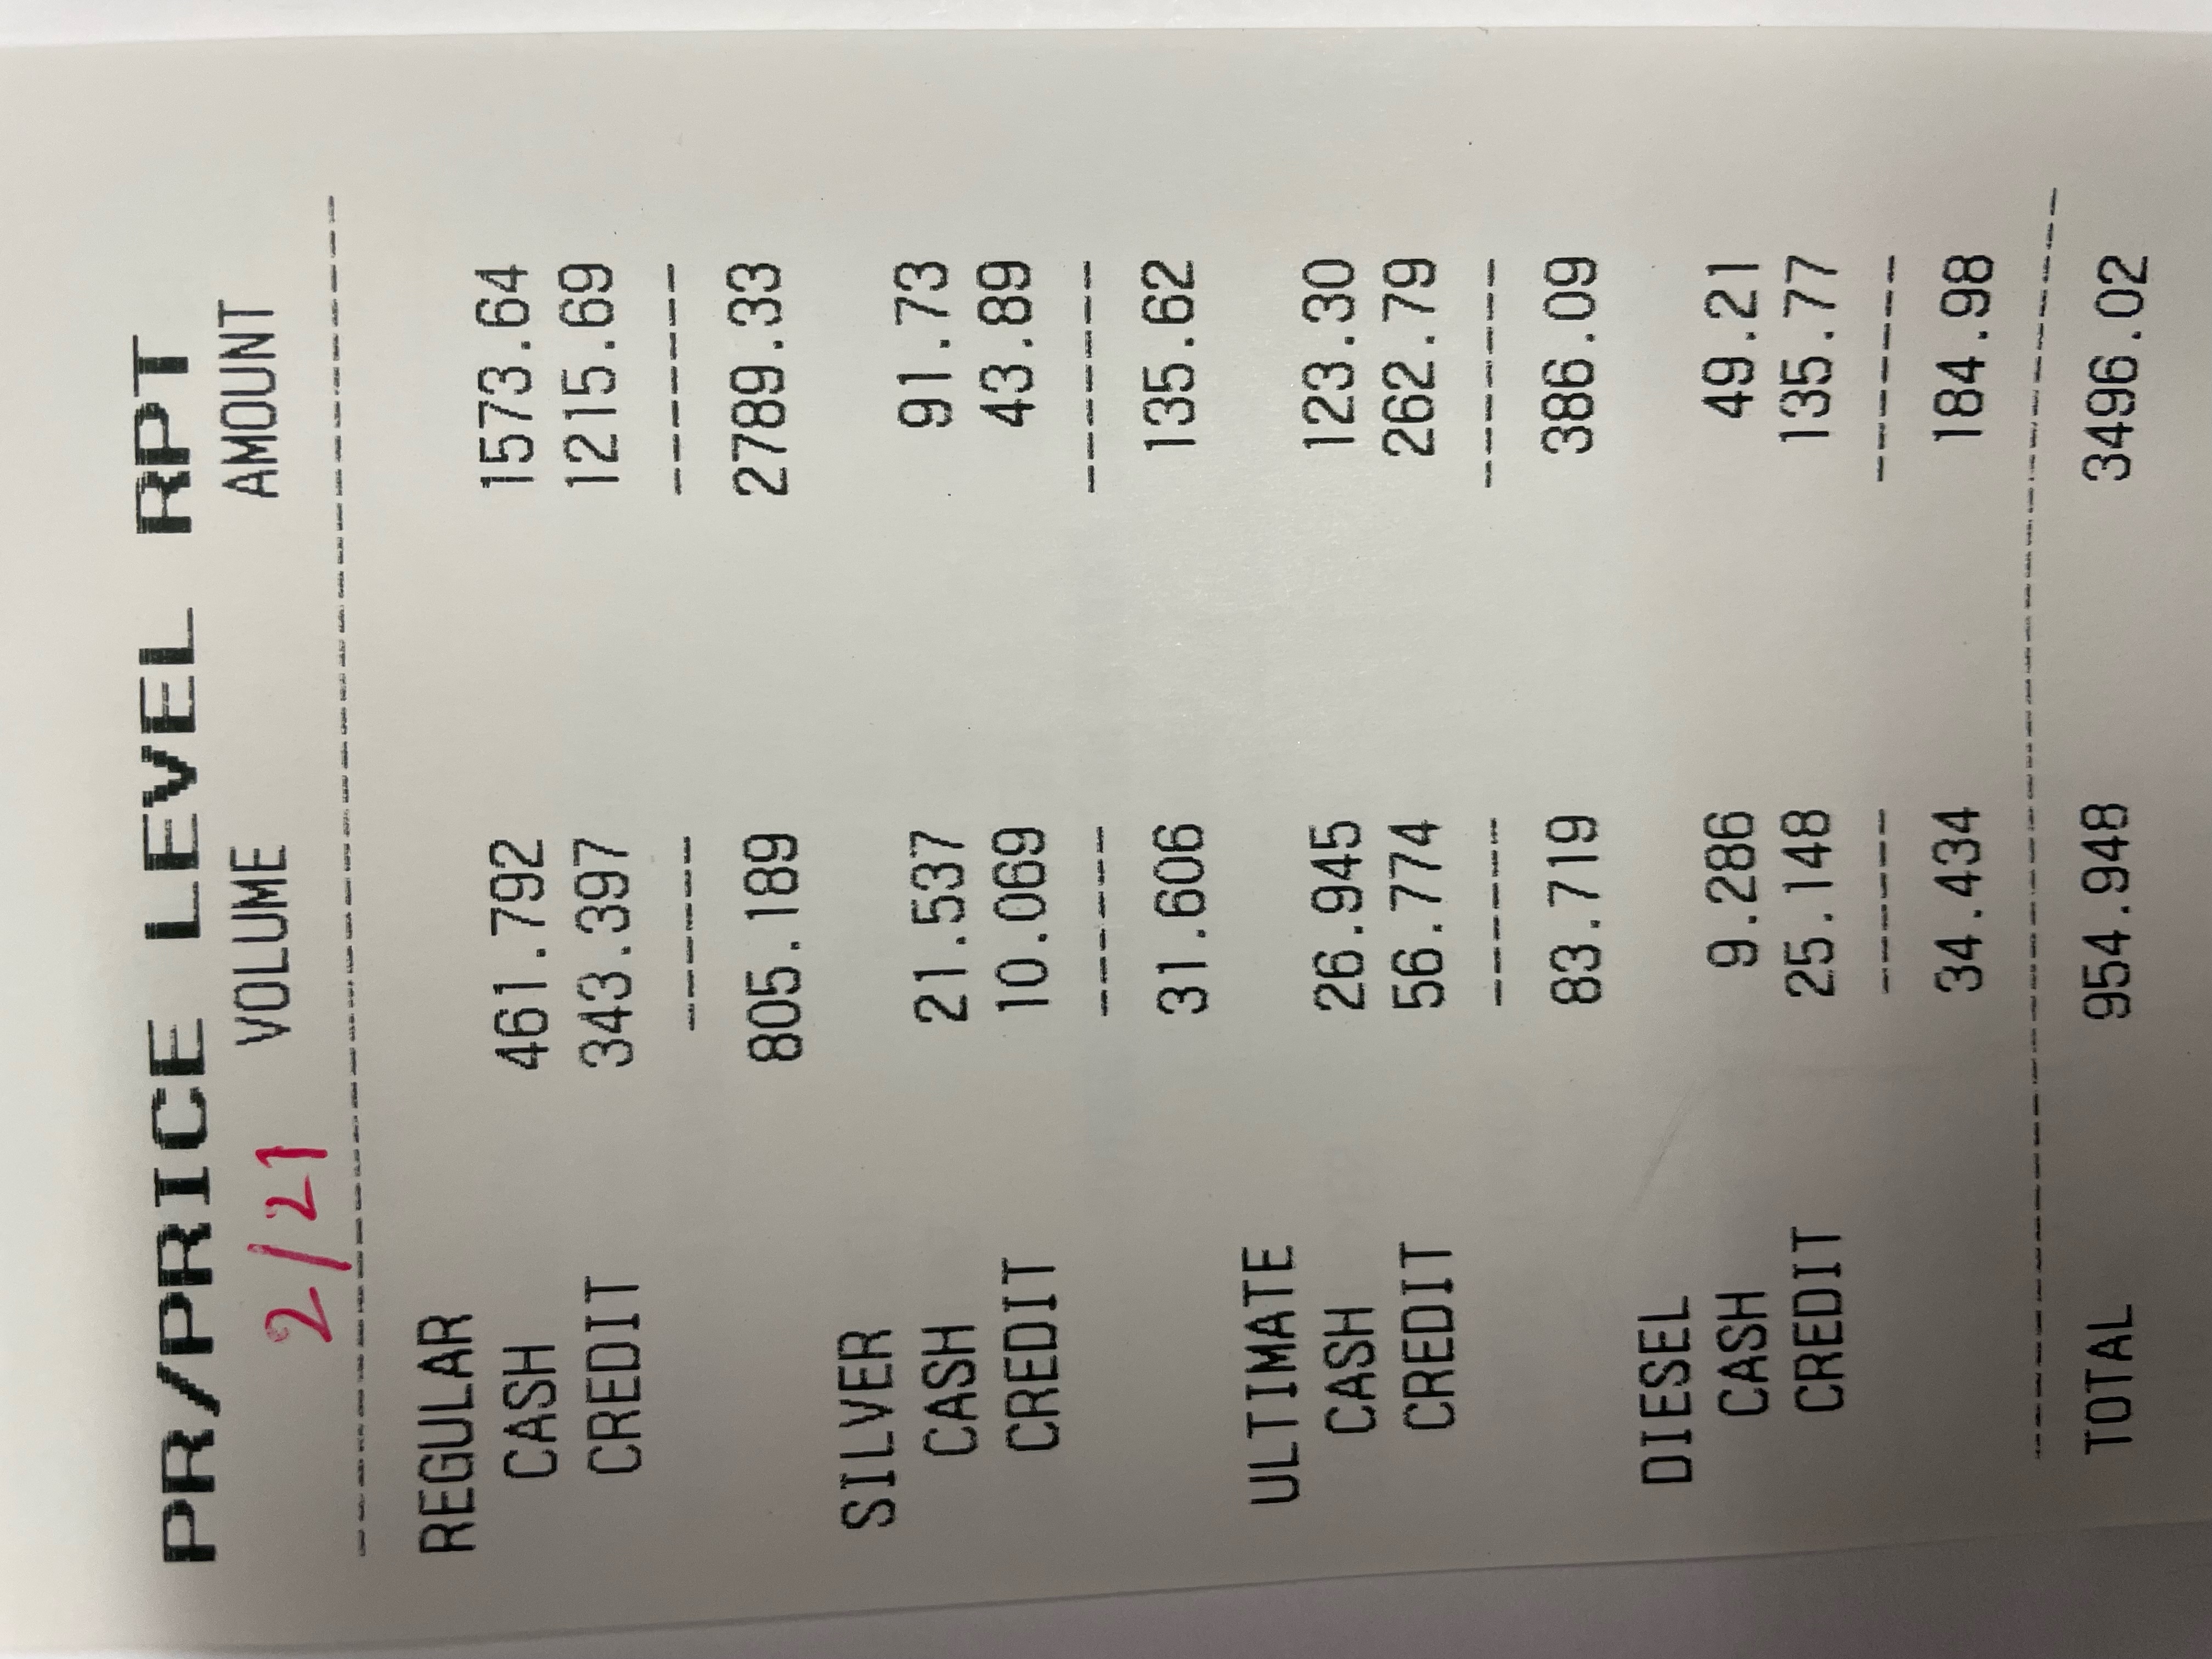 PR/PRICE LEVEL RPT
2/21 VOLUME AMOUNT
REGULAR
CASH 461.792 1573.64
CREDIT 343.397 1215.69
805.189 2789.33
SILVER
CASH 21.537 91.73
CREDIT 10.069 43.89
31.606 135.62
ULTIMATE
CASH 26.945 123.30
CREDIT 56.774 262.79
83.719 386.09
DIESEL
CASH 9.286 49.21
CREDIT 25.148 135.77
34.434 184.98
TOTAL 954.948 3496.02